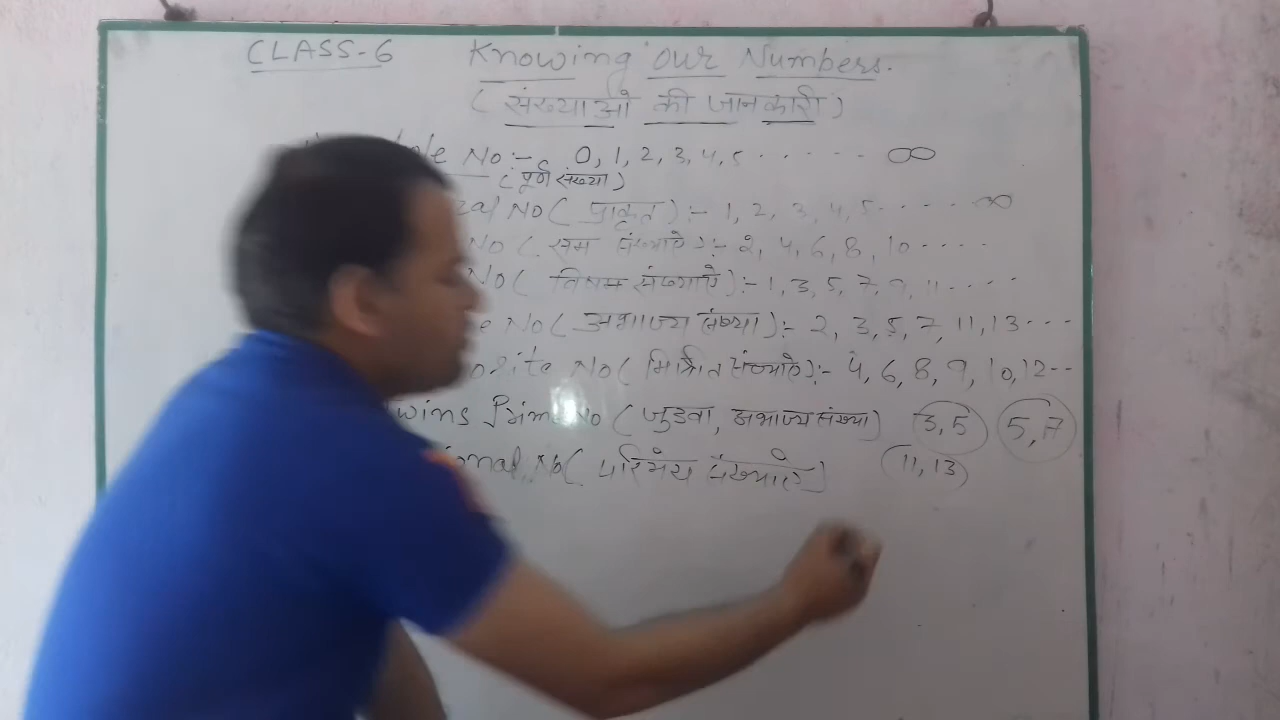 CLASS-6 Knowing Our Numbers.
(संख्याओ की जानकारी)
No:- 0, 1, 2, 3, 4, 5 . . . . . . ∞
(पूर्ण संख्या)
No ( प्राकृत ) :- 1, 2, 3, 4, 5 . . . . . ∞
No ( सम संख्याऐ ) :- 2, 4, 6, 8, 10 . . . .
No ( विषम संख्याऐ ) :- 1, 3, 5, 7, 9, 11 . . . .
No ( अभाज्य संख्या ) :- 2, 3, 5, 7, 11, 13 . . .
No ( मिश्रित संख्याऐ ) :- 4, 6, 8, 9, 10, 12 . .
wins Prime No ( जुडवा, अभाज्य संख्या ) 3, 5 5, 7
No ( परिमेय संख्याऐ ) 11, 13